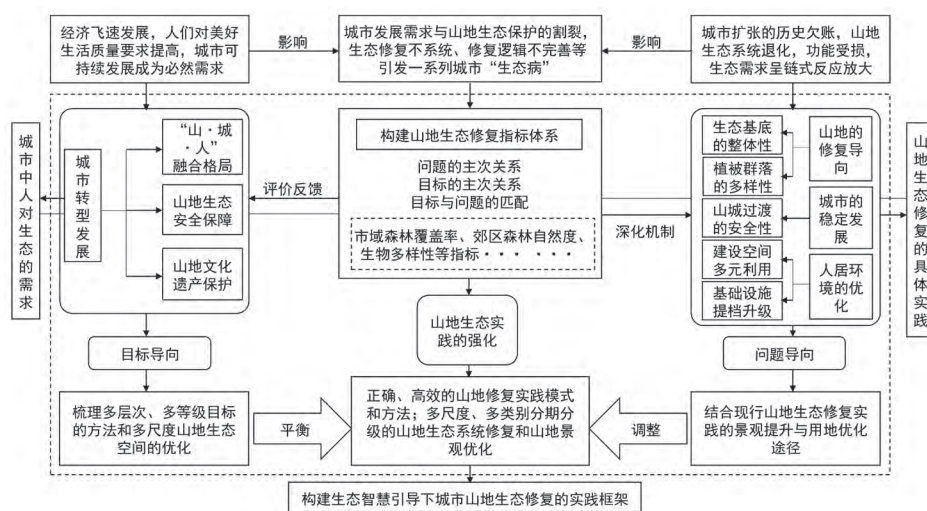 经济飞速发展，人们对美好
生活质量要求提高，城市可
持续发展成为必然需求
影响
城市发展需求与山地生态保护的割裂，
生态修复不系统、修复逻辑不完善等
引发一系列城市“生态病”
影响
城市扩张的历史欠账，山地
生态系统退化，功能受损，
生态需求呈链式反应放大
城市中人对生态的需求
城市转型发展
“山·城
·人”
融合格局
山地生态
安全保障
山地文化
遗产保护
评价反馈
构建山地生态修复指标体系
问题的主次关系
目标的主次关系
目标与问题的匹配
市域森林覆盖率、郊区森林自然度、
生物多样性等指标······
深化机制
生态基底
的整体性
植被群落
的多样性
山城过渡
的安全性
建设空间
多元利用
基础设施
提档升级
山地的
修复导向
城市的
稳定发展
人居环
境的优化
山地生态修复的具体实践
目标导向
山地生态实
践的强化
问题导向
梳理多层次、多等级目标
的方法和多尺度山地生态
空间的优化
平衡
正确、高效的山地修复实践模式
和方法；多尺度、多类别分期分
级的山地生态系统修复和山地景
观优化
调整
结合现行山地生态修复实
践的景观提升与用地优化
途径
构建生态智慧引导下城市山地生态修复的实践框架